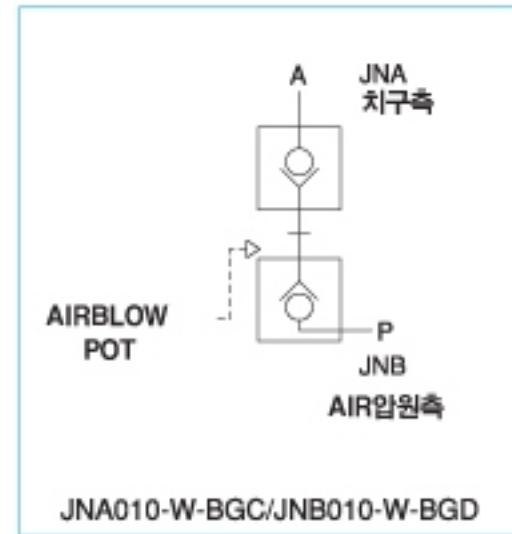 A
JNA
치구측
AIRBLOW
POT
P
JNB
AIR압원측
JNA010-W-BGC/JNB010-W-BGD